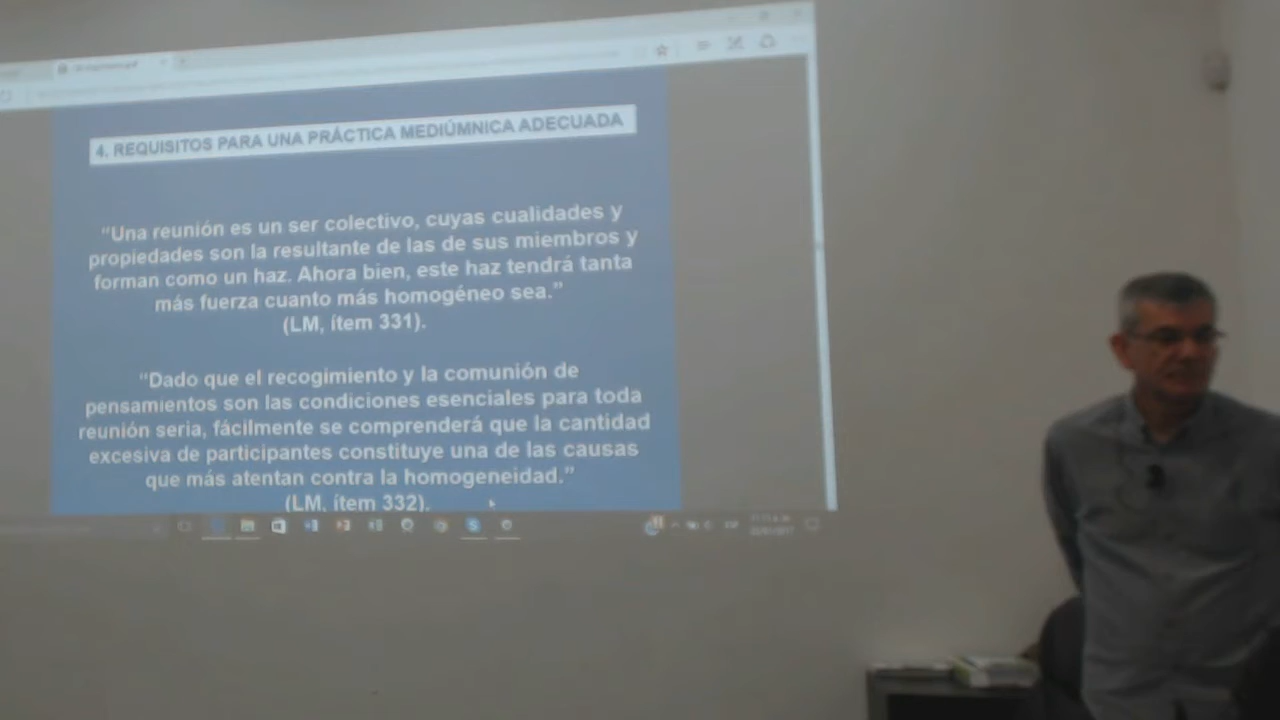 4. REQUISITOS PARA UNA PRÁCTICA MEDIÚMNICA ADECUADA
“Una reunión es un ser colectivo, cuyas cualidades y
propiedades son la resultante de las de sus miembros y
forman como un haz. Ahora bien, este haz tendrá tanta
más fuerza cuanto más homogéneo sea.”
(LM, ítem 331).
“Dado que el recogimiento y la comunión de
pensamientos son las condiciones esenciales para toda
reunión seria, fácilmente se comprenderá que la cantidad
excesiva de participantes constituye una de las causas
que más atentan contra la homogeneidad.”
(LM, ítem 332).